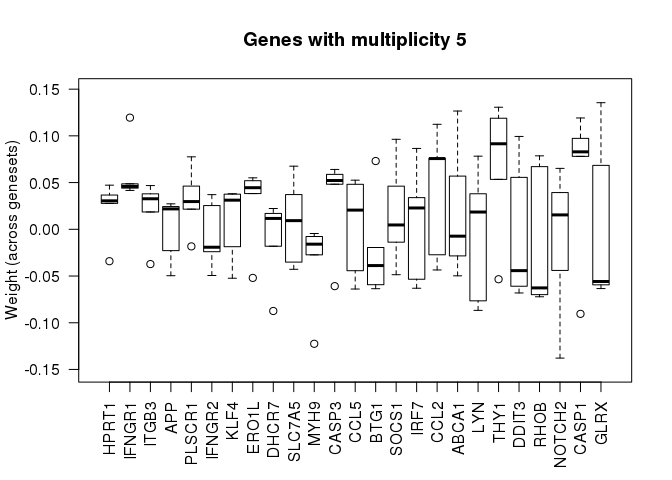 Genes with multiplicity 5
Weight (across genesets)
0.15
0.10
0.05
0.00
-0.05
-0.10
-0.15
HPRT1
IFNGR1
ITGB3
APP
PLSCR1
IFNGR2
KLF4
ERO1L
DHCR7
SLC7A5
MYH9
CASP3
CCL5
BTG1
SOCS1
IRF7
CCL2
ABCA1
LYN
THY1
DDIT3
RHOB
NOTCH2
CASP1
GLRX